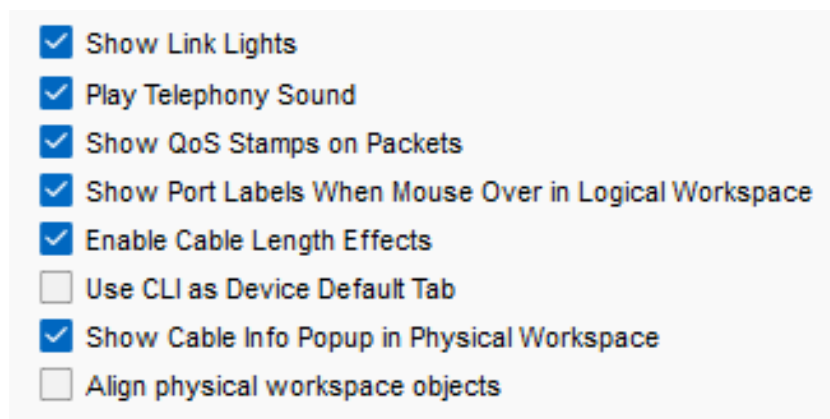 Show Link Lights
Play Telephony Sound
Show QoS Stamps on Packets
Show Port Labels When Mouse Over in Logical Workspace
Enable Cable Length Effects
Use CLI as Device Default Tab
Show Cable Info Popup in Physical Workspace
Align physical workspace objects